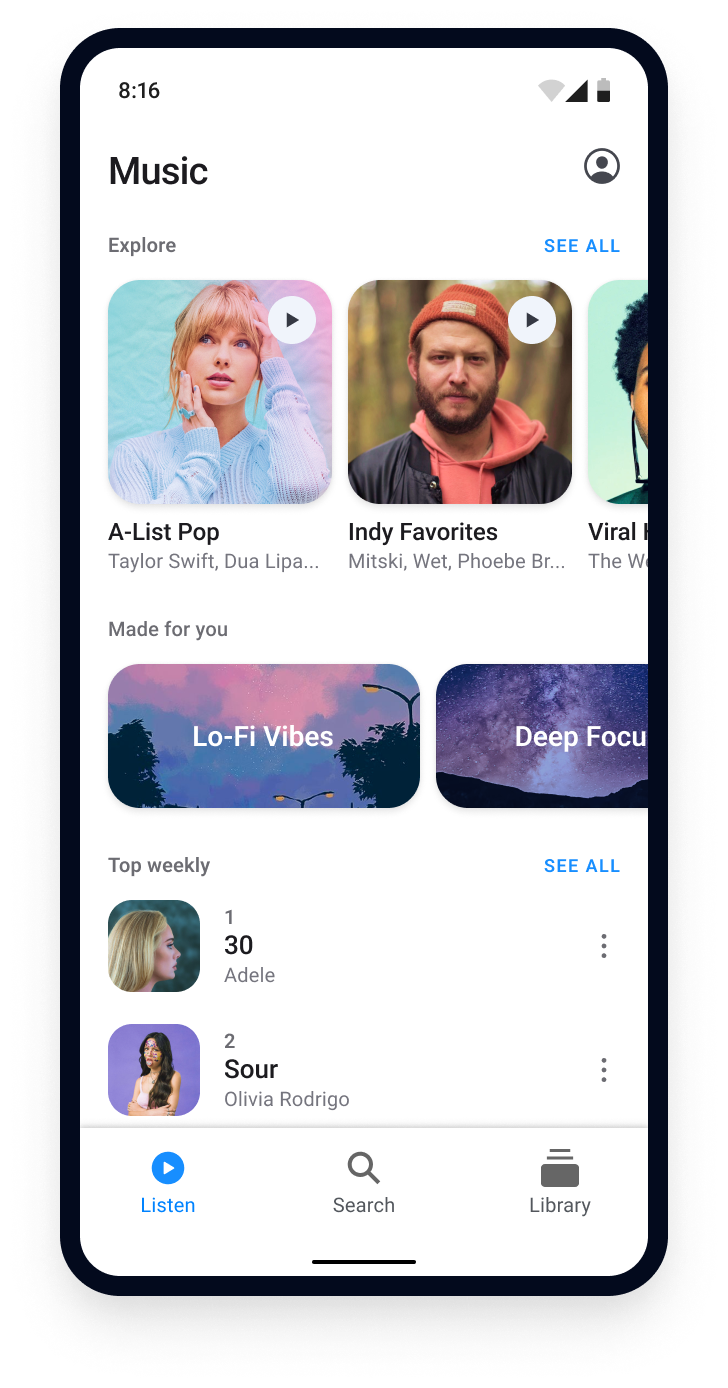 8:16
Music
Explore
SEE ALL
A-List Pop
Indy Favorites
Viral
Taylor Swift, Dua Lipa...
Mitski, Wet, Phoebe Br...
The
Made for you
Lo-Fi Vibes
Deep Focu
Top weekly
SEE ALL
1
30
Adele
2
Sour
Olivia Rodrigo
Listen
Search
Library